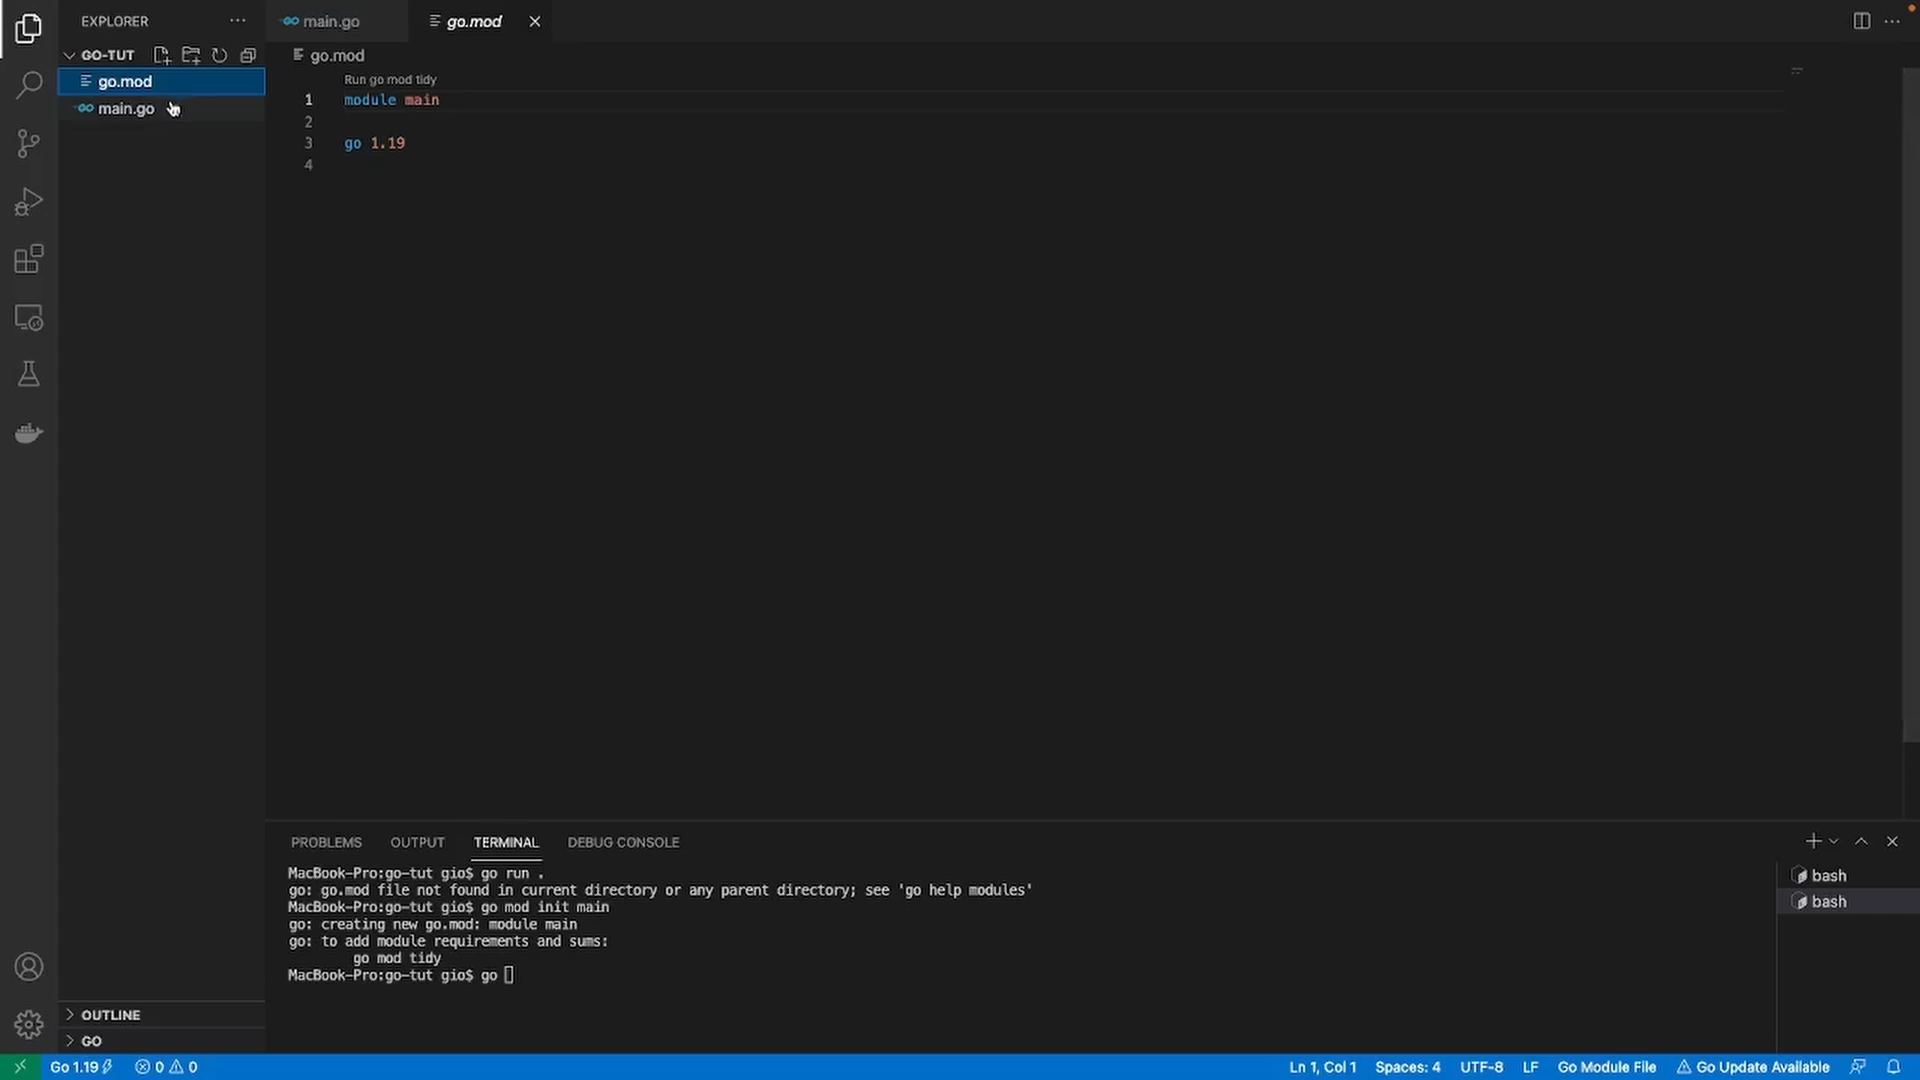 EXPLORER
main.go
go.mod
GO-TUT
go.mod
main.go
go.mod
Run go mod tidy
1 module main
2
3 go 1.19
4
PROBLEMS OUTPUT TERMINAL DEBUG CONSOLE
MacBook-Pro:go-tut gio$ go run .
go: go.mod file not found in current directory or any parent directory; see 'go help modules'
MacBook-Pro:go-tut gio$ go mod init main
go: creating new go.mod: module main
go: to add module requirements and sums:
go mod tidy
MacBook-Pro:go-tut gio$ go
bash
bash
OUTLINE
GO
Go 1.19 0 0 Ln 1, Col 1 Spaces: 4 UTF-8 LF Go Module File Go Update Available